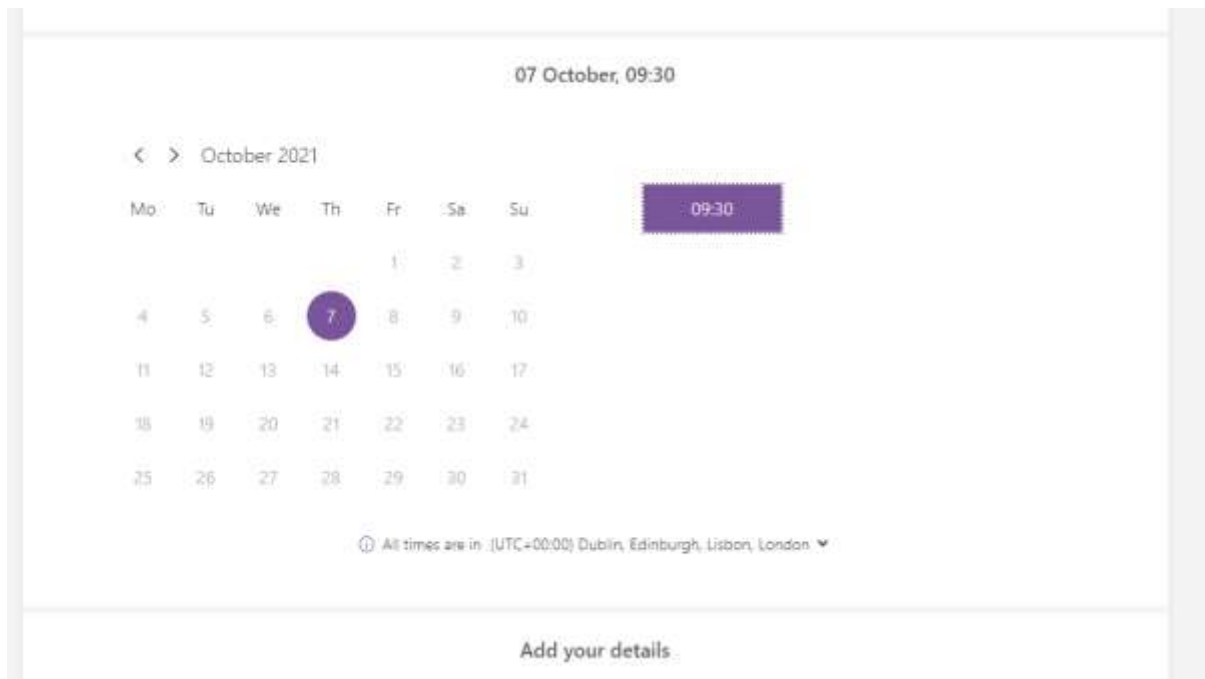 07 October, 09:30
October 2021
Mo Tu We Th Fr Sa Su
09:30
1 2 3
4 5 6 7 8 9 10
11 12 13 14 15 16 17
18 19 20 21 22 23 24
25 26 27 28 29 30 31
All times are in (UTC+00:00) Dublin, Edinburgh, Lisbon, London
Add your details